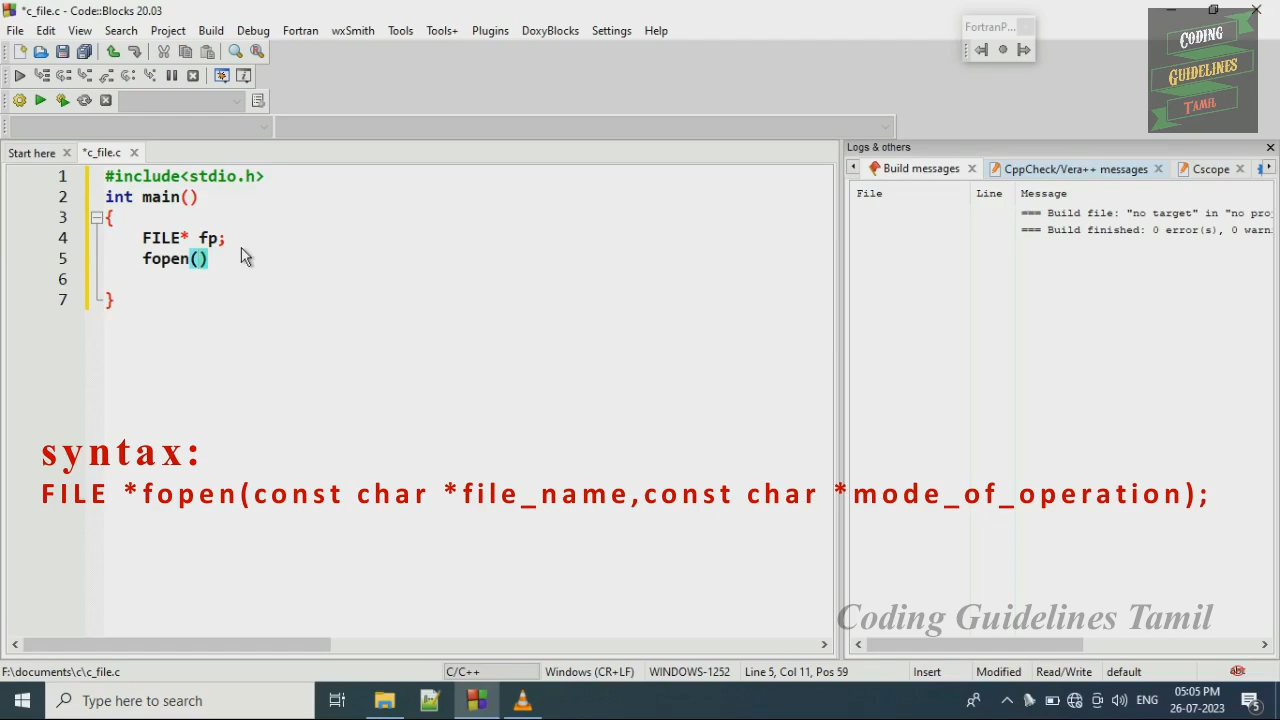 *c_file.c - Code::Blocks 20.03
File Edit View Search Project Build Debug Fortran wxSmith Tools Tools+ Plugins DoxyBlocks Settings Help
FortranP...
CODING
GUIDELINES
TAMIL
Start here *c_file.c
Logs & others
Build messages CppCheck/Vera++ messages Cscope
File Line Message
=== Build file: "no target" in "no pro
=== Build finished: 0 error(s), 0 warn
1 #include<stdio.h>
2 int main()
3 {
4 FILE* fp;
5 fopen()
6
7 }
syntax:
FILE *fopen(const char *file_name,const char *mode_of_operation);
Coding Guidelines Tamil
F:\documents\c\c_file.c C/C++ Windows (CR+LF) WINDOWS-1252 Line 5, Col 11, Pos 59 Insert Modified Read/Write default
Type here to search
ENG
05:05 PM
26-07-2023
5